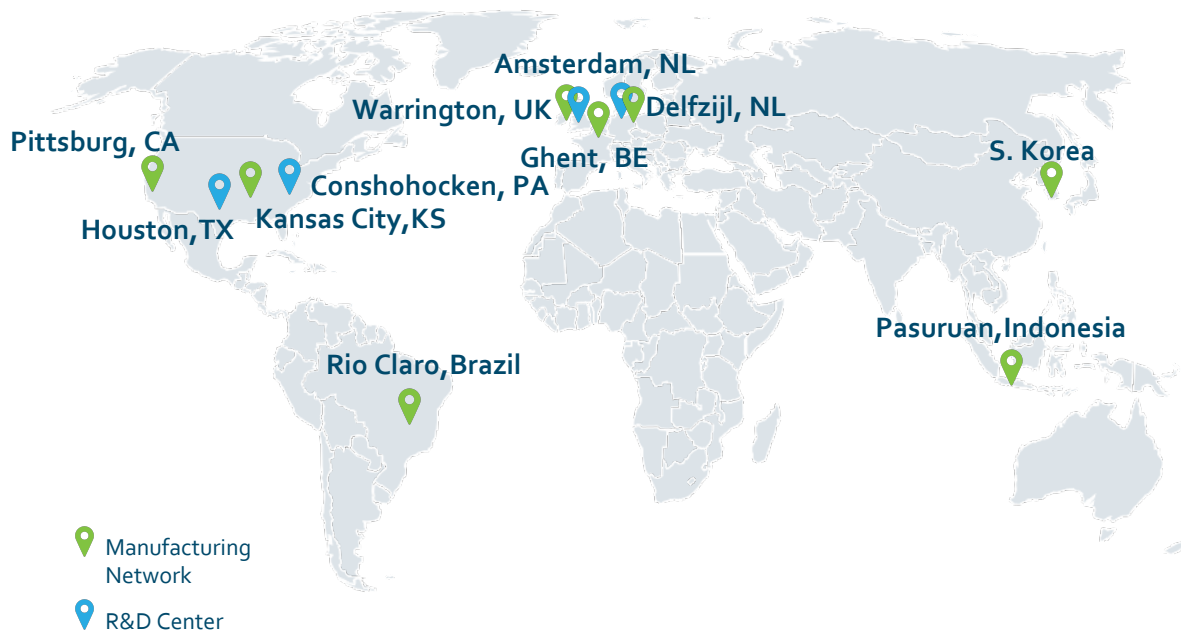 Amsterdam, NL
Warrington, UK
Delfzijl, NL
Pittsburg, CA
Ghent, BE
S. Korea
Conshohocken, PA
Kansas City,KS
Houston,TX
Pasuruan,Indonesia
Rio Claro,Brazil
Manufacturing
Network
R&D Center